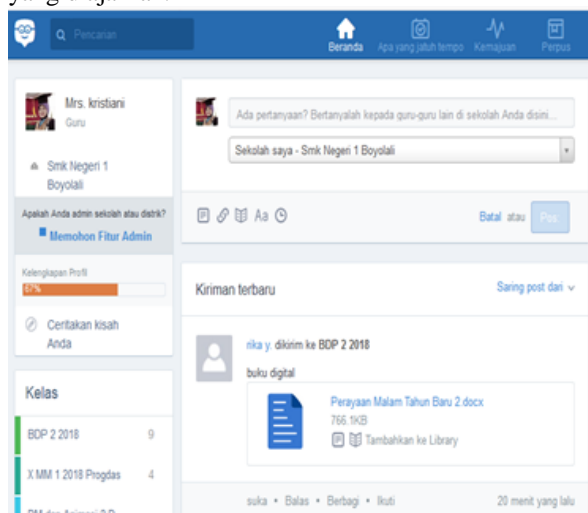 Pencarian
Beranda
Apa yang jatuh tempo
Kemajuan
Perpus
Mrs. kristiani
Guru
Smk Negeri 1
Boyolali
Apakah Anda admin sekolah atau distrik?
Memohon Fitur Admin
Kelengkapan Profil
67%
Ceritakan kisah
Anda
Kelas
BDP 2 2018 9
X MM 1 2018 Progdas 4
Ada pertanyaan? Bertanyalah kepada guru-guru lain di sekolah Anda disini...
Sekolah saya - Smk Negeri 1 Boyolali
Aa
Batal atau Pos
Kiriman terbaru
Saring post dari
rika y. dikirim ke BDP 2 2018
buku digital
Perayaan Malam Tahun Baru 2.docx
766.1KB
Tambahkan ke Library
suka • Balas • Berbagi • Ikuti
20 menit yang lalu